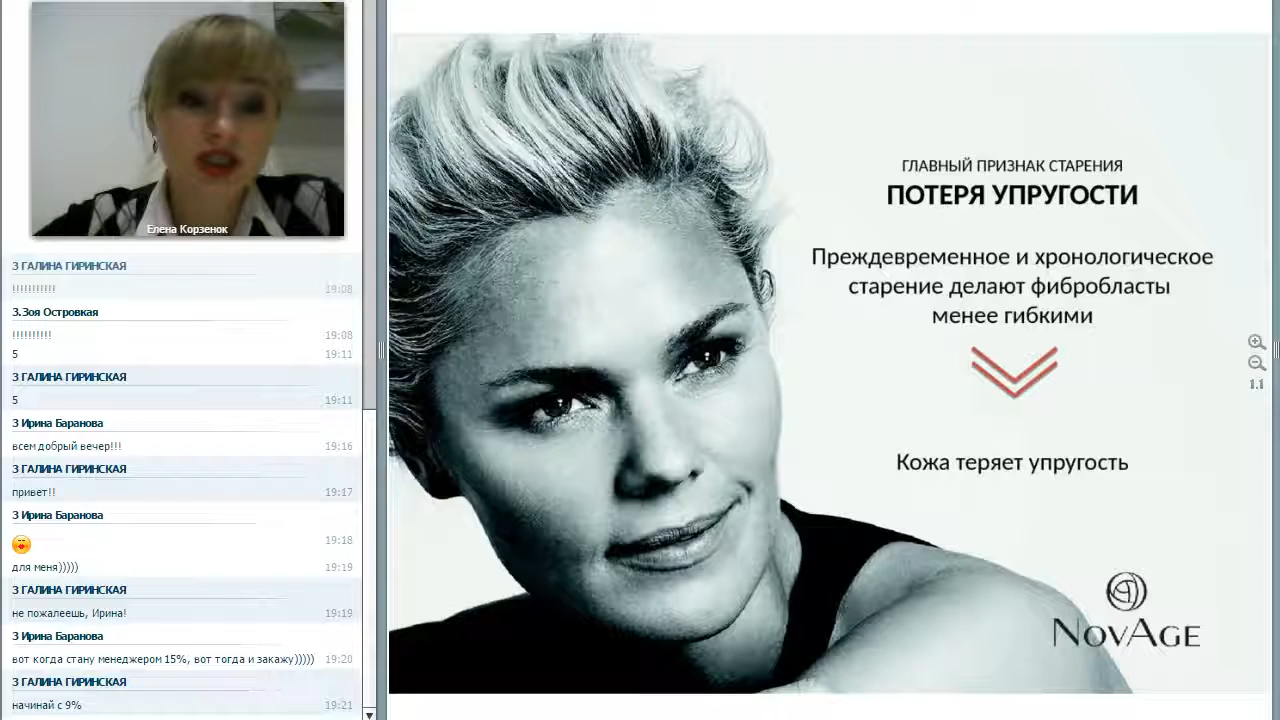 Елена Корзенок
3 ГАЛИНА ГИРИНСКАЯ
!!!!!!!!!!! 19:08
3.Зоя Островкая
!!!!!!!!!! 19:08
5 19:11
3 ГАЛИНА ГИРИНСКАЯ
5 19:11
3 Ирина Баранова
всем добрый вечер!!! 19:16
3 ГАЛИНА ГИРИНСКАЯ
привет!! 19:17
3 Ирина Баранова
19:18
для меня))))) 19:19
3 ГАЛИНА ГИРИНСКАЯ
не пожалеешь, Ирина! 19:19
3 Ирина Баранова
вот когда стану менеджером 15%, вот тогда и закажу))))) 19:20
3 ГАЛИНА ГИРИНСКАЯ
начинай с 9% 19:21
ГЛАВНЫЙ ПРИЗНАК СТАРЕНИЯ
ПОТЕРЯ УПРУГОСТИ
Преждевременное и хронологическое
старение делают фибробласты
менее гибкими
Кожа теряет упругость
NOVAGE
1.1